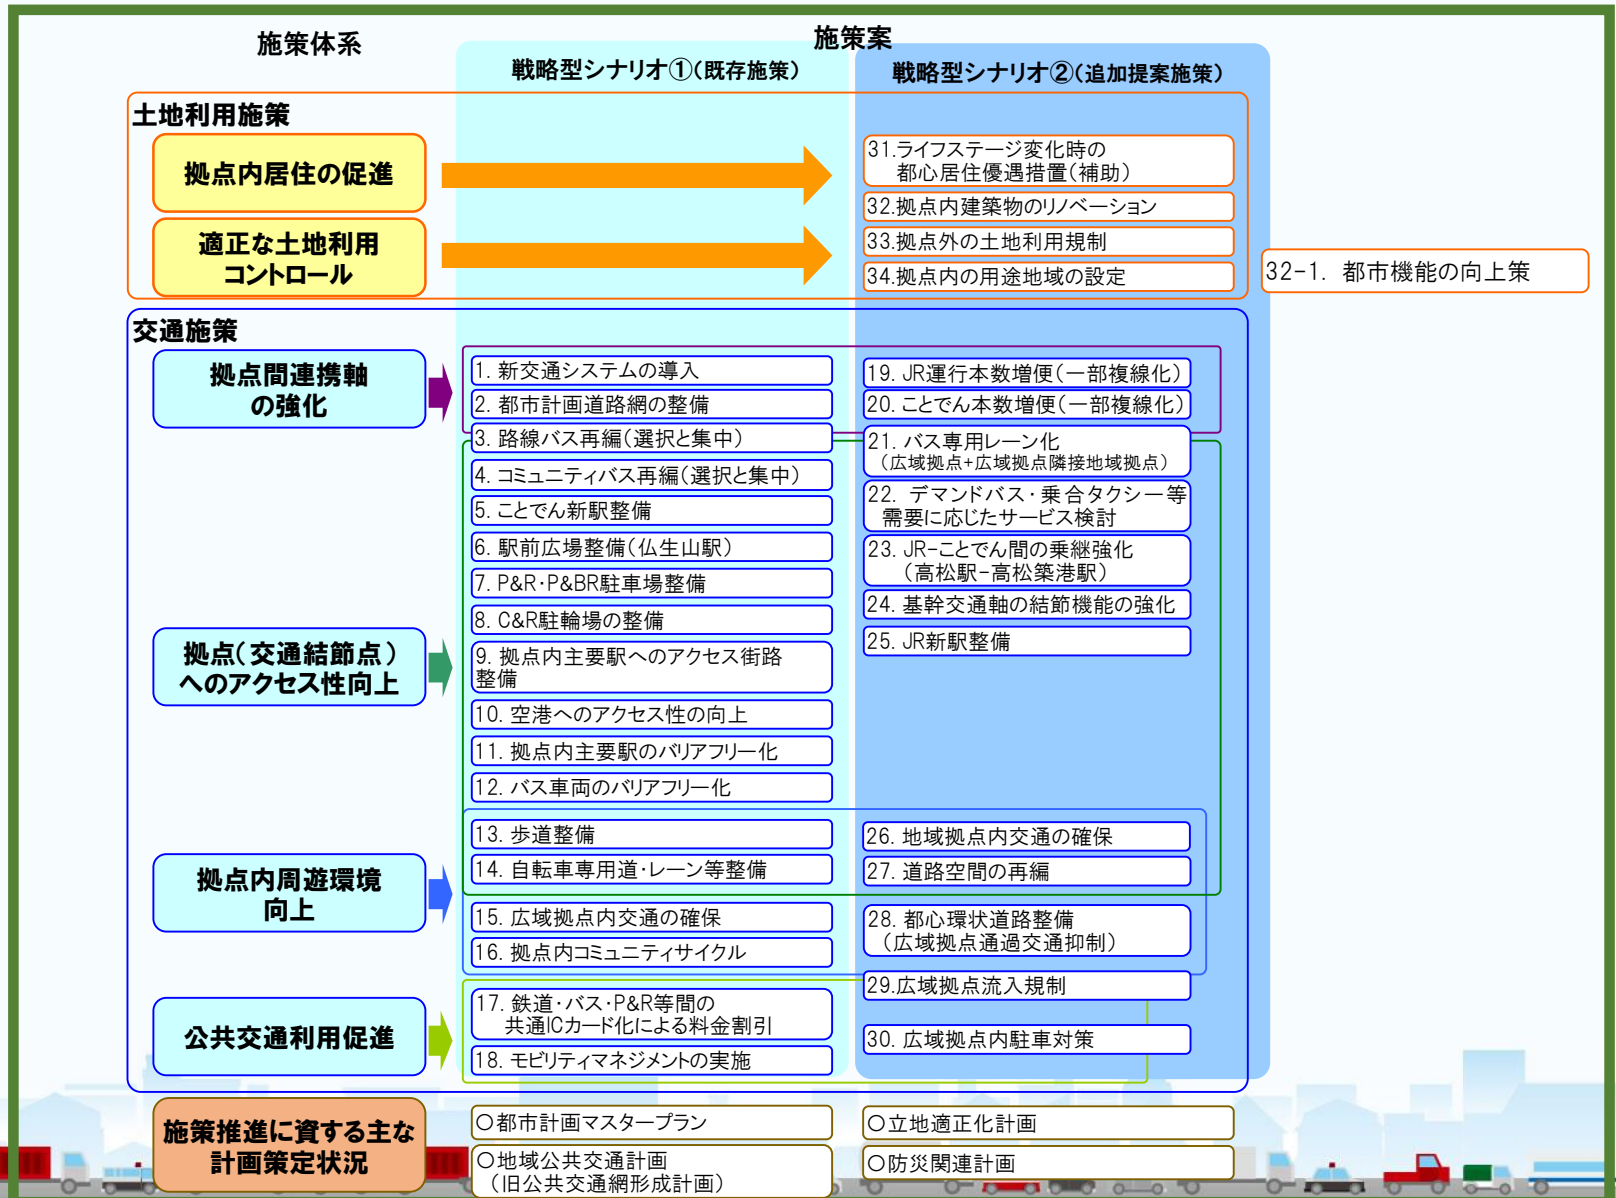 施策体系
施策案
戦略型シナリオ①(既存施策)
戦略型シナリオ②(追加提案施策)
土地利用施策
拠点内居住の促進
適正な土地利用
コントロール
31.ライフステージ変化時の
都心居住優遇措置(補助)
32.拠点内建築物のリノベーション
33.拠点外の土地利用規制
34.拠点内の用途地域の設定
32-1. 都市機能の向上策
交通施策
拠点間連携軸
の強化
1. 新交通システムの導入
2. 都市計画道路網の整備
3. 路線バス再編(選択と集中)
4. コミュニティバス再編(選択と集中)
5. ことでん新駅整備
6. 駅前広場整備(仏生山駅)
7. P&R・P&BR駐車場整備
8. C&R駐輪場の整備
9. 拠点内主要駅へのアクセス街路
整備
10. 空港へのアクセス性の向上
11. 拠点内主要駅のバリアフリー化
12. バス車両のバリアフリー化
19. JR運行本数増便(一部複線化)
20. ことでん本数増便(一部複線化)
21. バス専用レーン化
(広域拠点+広域拠点隣接地域拠点)
22. デマンドバス・乗合タクシー等
需要に応じたサービス検討
23. JR-ことでん間の乗継強化
(高松駅-高松築港駅)
24. 基幹交通軸の結節機能の強化
25. JR新駅整備
拠点(交通結節点)
へのアクセス性向上
拠点内周遊環境
向上
13. 歩道整備
14. 自転車専用道・レーン等整備
15. 広域拠点内交通の確保
16. 拠点内コミュニティサイクル
26. 地域拠点内交通の確保
27. 道路空間の再編
28. 都心環状道路整備
(広域拠点通過交通抑制)
29.広域拠点流入規制
公共交通利用促進
17. 鉄道・バス・P&R等間の
共通ICカード化による料金割引
18. モビリティマネジメントの実施
30. 広域拠点内駐車対策
施策推進に資する主な
計画策定状況
○都市計画マスタープラン
○地域公共交通計画
(旧公共交通網形成計画)
○立地適正化計画
○防災関連計画